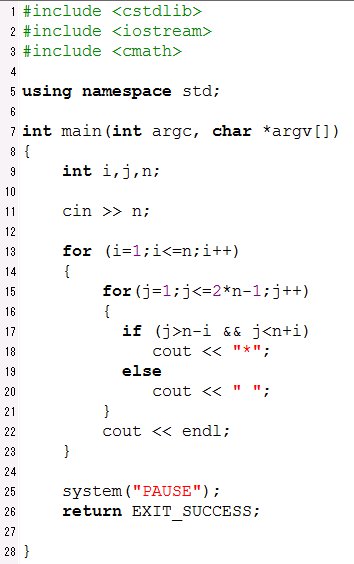 1 #include <cstdlib>
2 #include <iostream>
3 #include <cmath>
4
5 using namespace std;
6
7 int main(int argc, char *argv[])
8 {
9     int i,j,n;
10
11     cin >> n;
12
13     for (i=1;i<=n;i++)
14     {
15         for(j=1;j<=2*n-1;j++)
16         {
17           if (j>n-i && j<n+i)
18              cout << "*";
19           else
20              cout << " ";
21         }
22         cout << endl;
23     }
24
25     system("PAUSE");
26     return EXIT_SUCCESS;
27
28 }